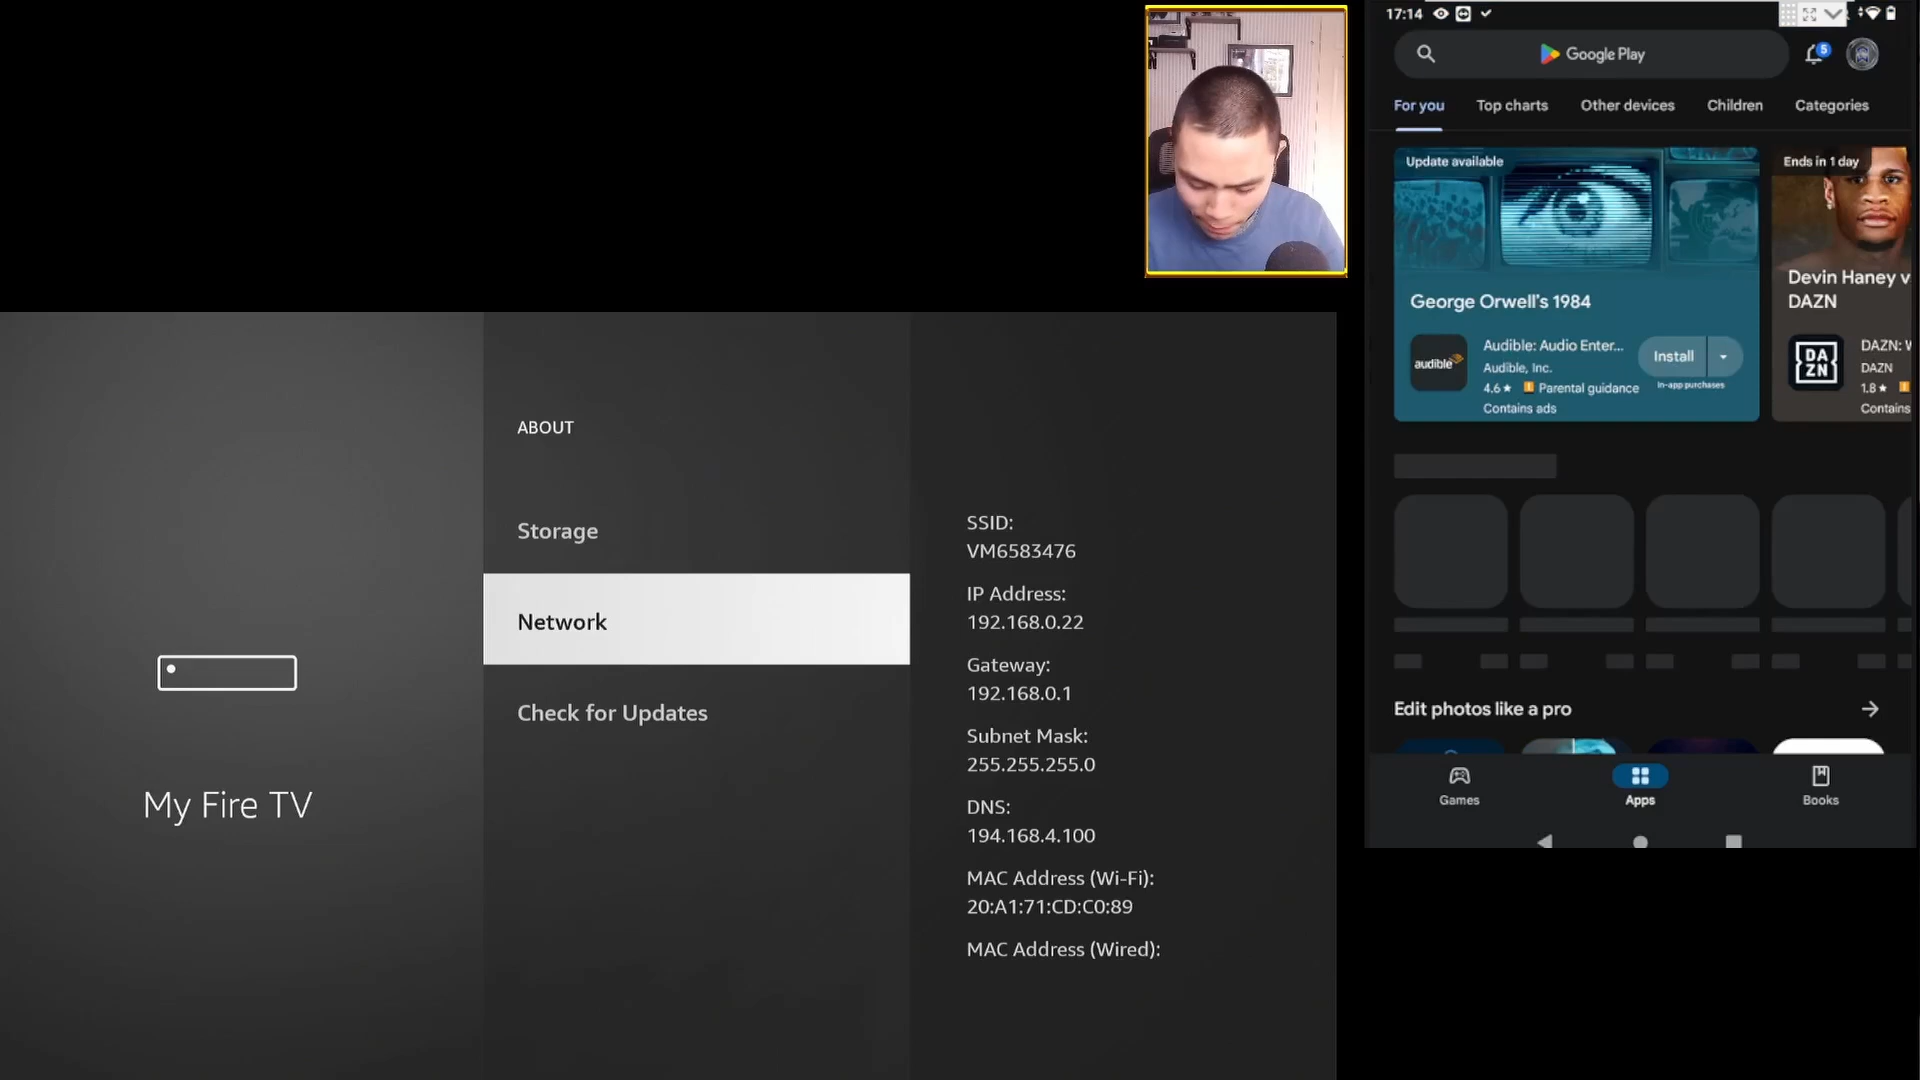 ABOUT
Storage
Network
Check for Updates
My Fire TV
SSID:
VM6583476
IP Address:
192.168.0.22
Gateway:
192.168.0.1
Subnet Mask:
255.255.255.0
DNS:
194.168.4.100
MAC Address (Wi-Fi):
20:A1:71:CD:C0:89
MAC Address (Wired):
17:14
Google Play
5
For you Top charts Other devices Children Categories
Update available
George Orwell's 1984
audible
Audible: Audio Enter...
Audible, Inc.
4.6★ Parental guidance
Contains ads
Install
In-app purchases
Ends in 1 day
Devin Haney v
DAZN
DA
ZN
DAZN: W
DAZN
1.8★
Contains
Edit photos like a pro
Games Apps Books